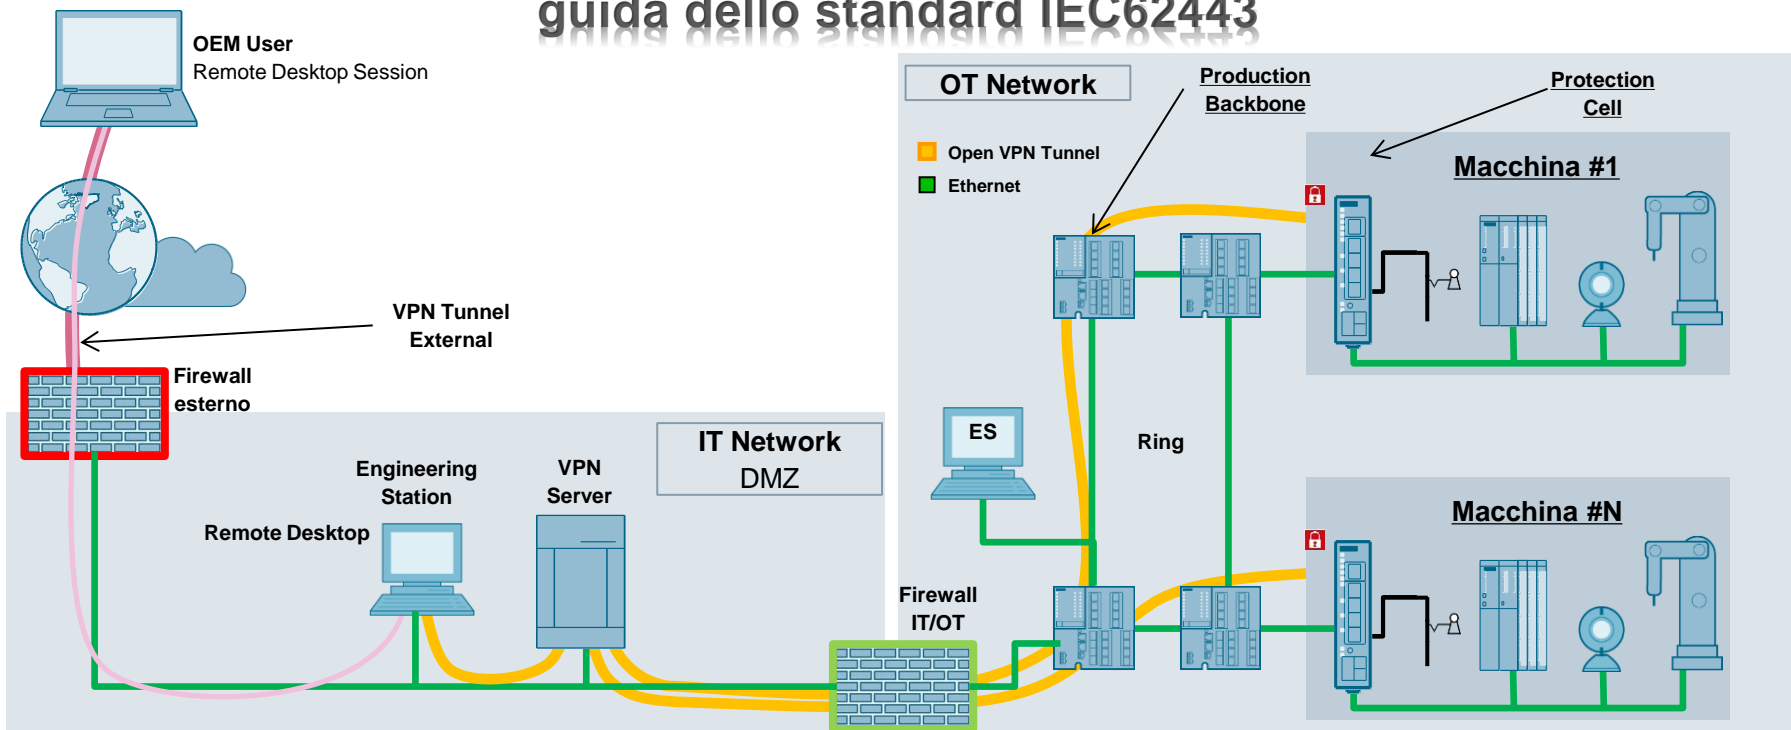 guida dello standard IEC62443
OEM User
Remote Desktop Session
OT Network
Production
Backbone
Protection
Cell
Open VPN Tunnel
Ethernet
Macchina #1
VPN Tunnel
External
Firewall
esterno
IT Network
DMZ
ES
Ring
Engineering
Station
VPN
Server
Remote Desktop
Macchina #N
Firewall
IT/OT